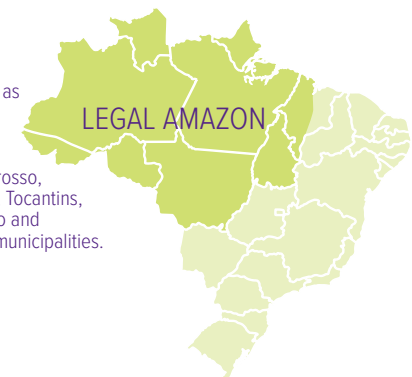 as
LEGAL AMAZON
rosso,
Tocantins,
o and
municipalities.